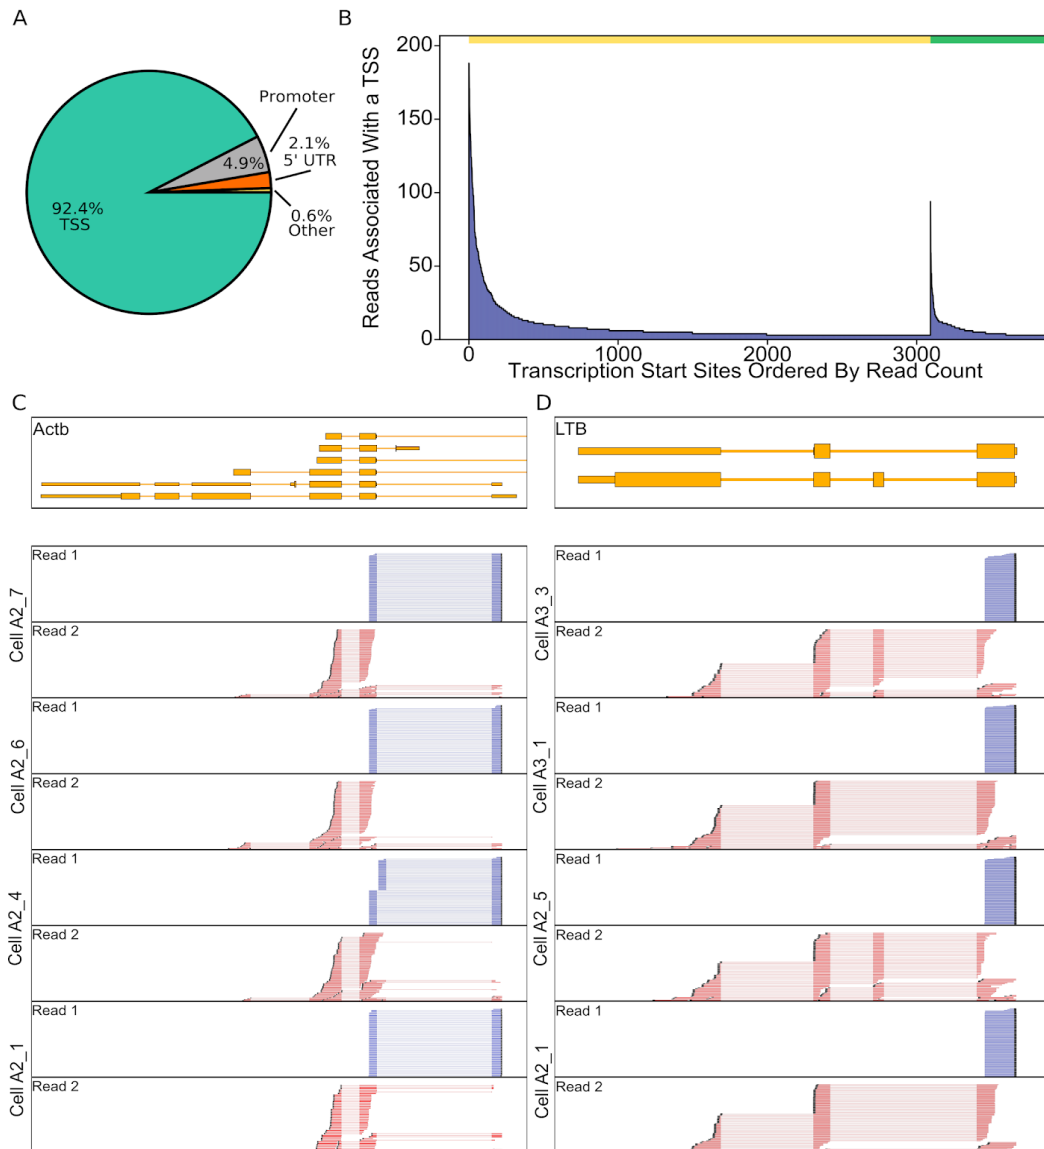 A
Promoter
2.1%
5' UTR
4.9%
92.4%
TSS
0.6%
Other
B
Reads Associated With a TSS
200
150
100
50
0
0 1000 2000 3000
Transcription Start Sites Ordered By Read Count
C
Actb
Cell A2_7
Read 1
Read 2
Cell A2_6
Read 1
Read 2
Cell A2_4
Read 1
Read 2
Cell A2_1
Read 1
Read 2
D
LTB
Cell A3_3
Read 1
Read 2
Cell A3_1
Read 1
Read 2
Cell A2_5
Read 1
Read 2
Cell A2_1
Read 1
Read 2